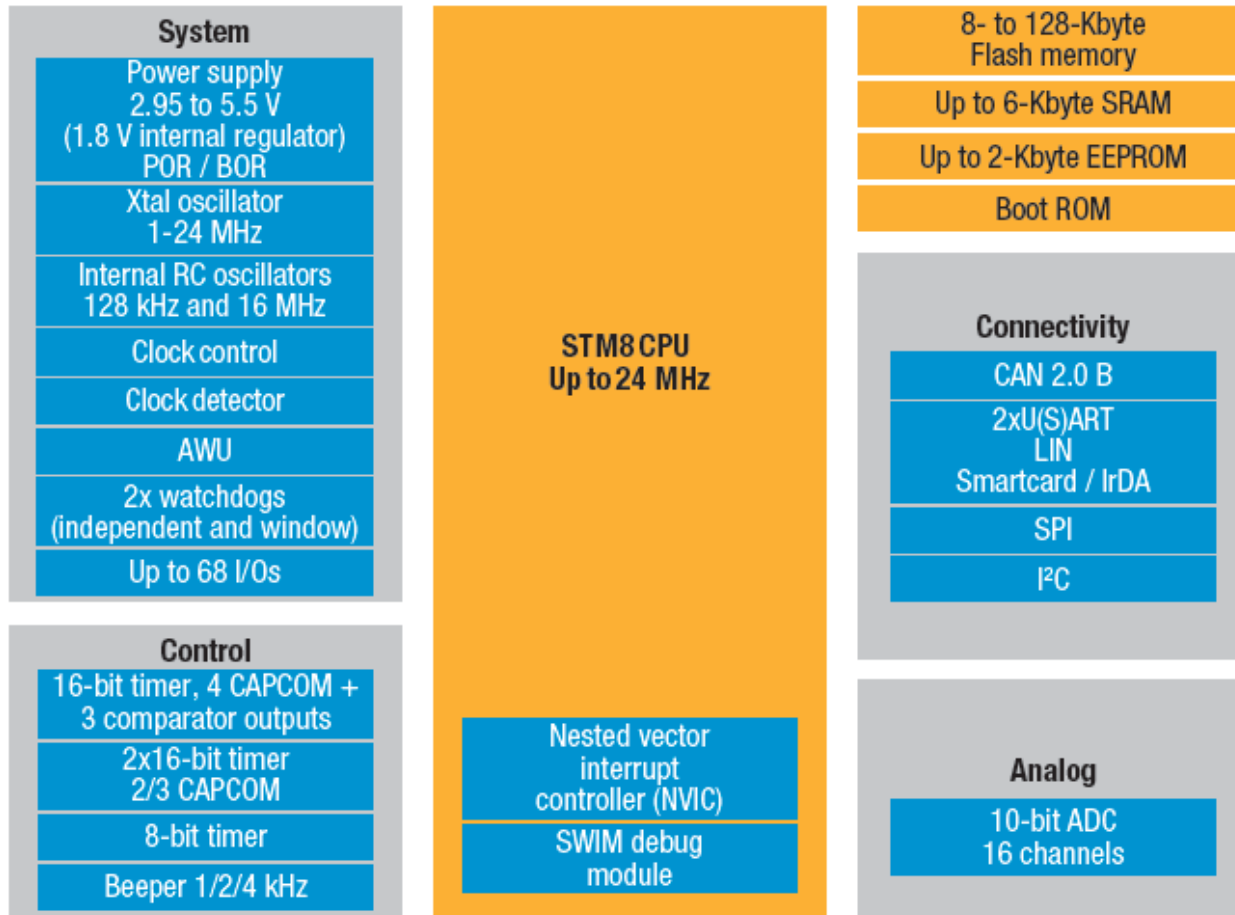 System
Power supply
2.95 to 5.5 V
(1.8 V internal regulator)
POR / BOR
Xtal oscillator
1-24 MHz
Internal RC oscillators
128 kHz and 16 MHz
Clock control
Clock detector
AWU
2x watchdogs
(independent and window)
Up to 68 I/Os
Control
16-bit timer, 4 CAPCOM +
3 comparator outputs
2x16-bit timer
2/3 CAPCOM
8-bit timer
Beeper 1/2/4 kHz
STM8 CPU
Up to 24 MHz
Nested vector
interrupt
controller (NVIC)
SWIM debug
module
8- to 128-Kbyte
Flash memory
Up to 6-Kbyte SRAM
Up to 2-Kbyte EEPROM
Boot ROM
Connectivity
CAN 2.0 B
2xU(S)ART
LIN
Smartcard / IrDA
SPI
I²C
Analog
10-bit ADC
16 channels